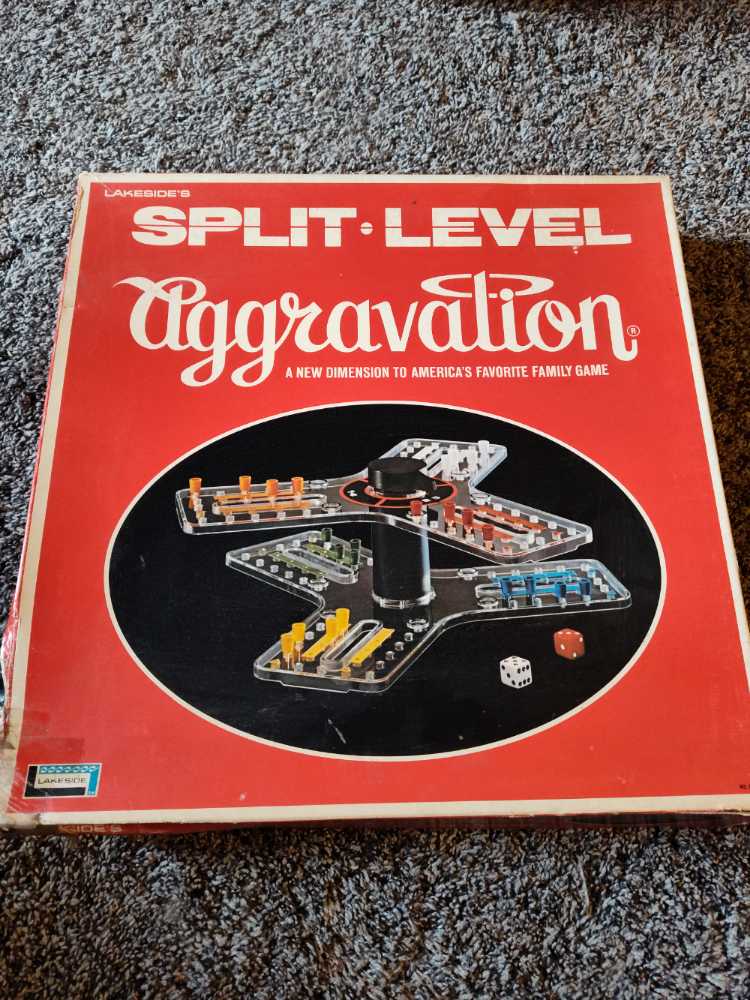 LAKESIDE'S
SPLIT·LEVEL
Aggravation®
A NEW DIMENSION TO AMERICA'S FAVORITE FAMILY GAME
LAKESIDE